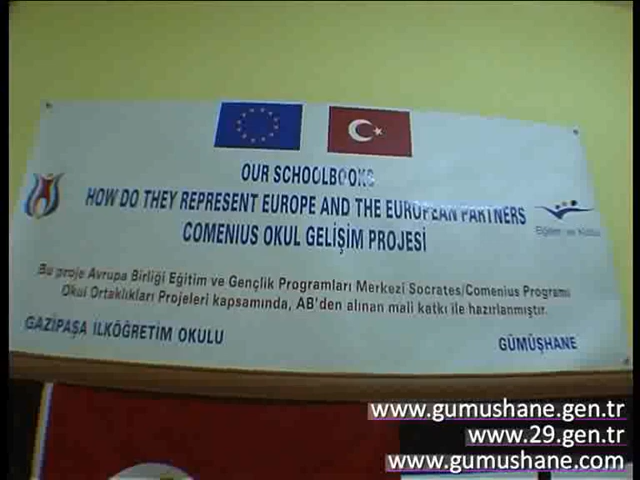 OUR SCHOOLBOOKS
HOW DO THEY REPRESENT EUROPE AND THE EUROPEAN PARTNERS
COMENIUS OKUL GELİŞİM PROJESİ
Eğitim ve Kültür
Bu proje Avrupa Birliği Eğitim ve Gençlik Programları Merkezi Socrates/Comenius Programı
Okul Ortaklıkları Projeleri kapsamında, AB'den alınan mali katkı ile hazırlanmıştır.
GAZİPAŞA İLKÖĞRETİM OKULU
GÜMÜŞHANE
www.gumushane.gen.tr
www.29.gen.tr
www.gumushane.com